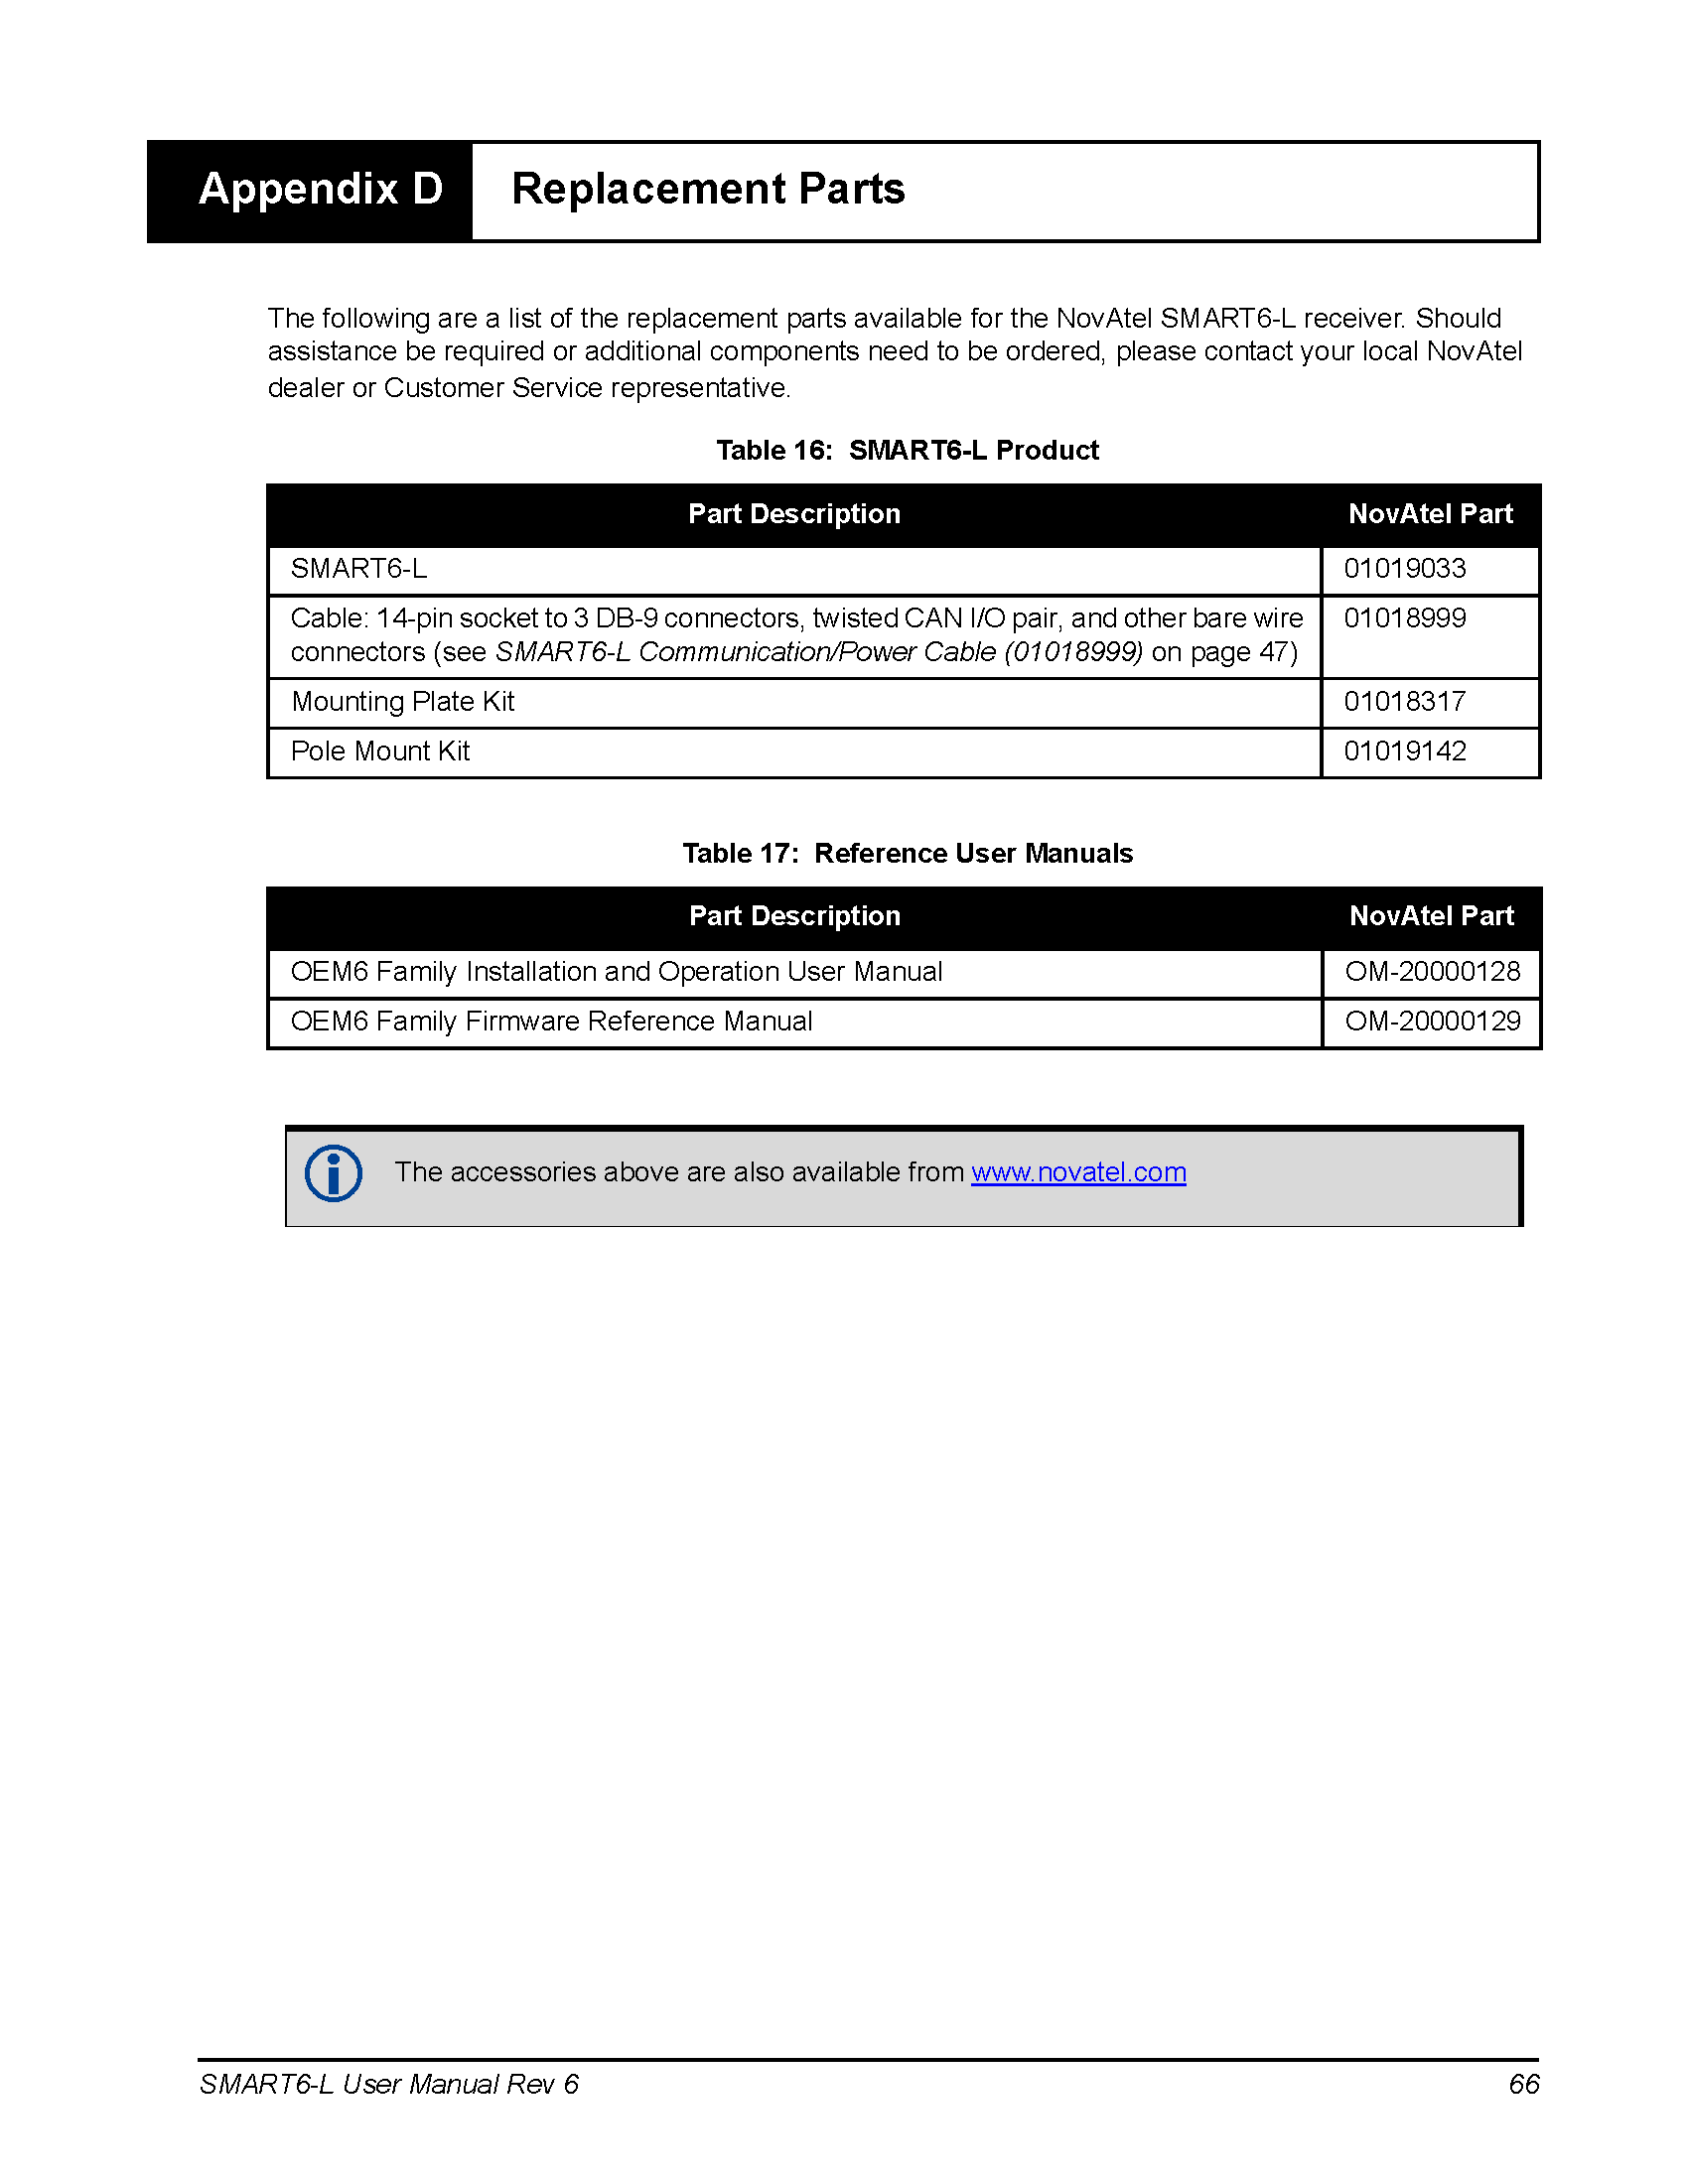 Appendix D Replacement Parts
The following are a list of the replacement parts available for the NovAtel SMART6-L receiver. Should
assistance be required or additional components need to be ordered, please contact your local NovAtel
dealer or Customer Service representative.
Table 16: SMART6-L Product
Part Description NovAtel Part
SMART6-L 01019033
Cable: 14-pin socket to 3 DB-9 connectors, twisted CAN I/O pair, and other bare wire 01018999
connectors (see SMART6-L Communication/Power Cable (01018999) on page 47)
Mounting Plate Kit 01018317
Pole Mount Kit 01019142
Table 17: Reference User Manuals
Part Description NovAtel Part
OEM6 Family Installation and Operation User Manual OM-20000128
OEM6 Family Firmware Reference Manual OM-20000129
The accessories above are also available from www.novatel.com
SMART6-L User Manual Rev 6 66